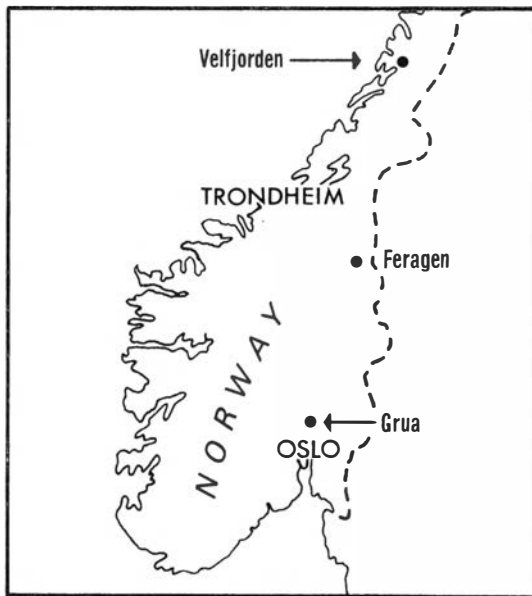 Velfjorden
TRONDHEIM
Feragen
NORWAY
Grua
OSLO